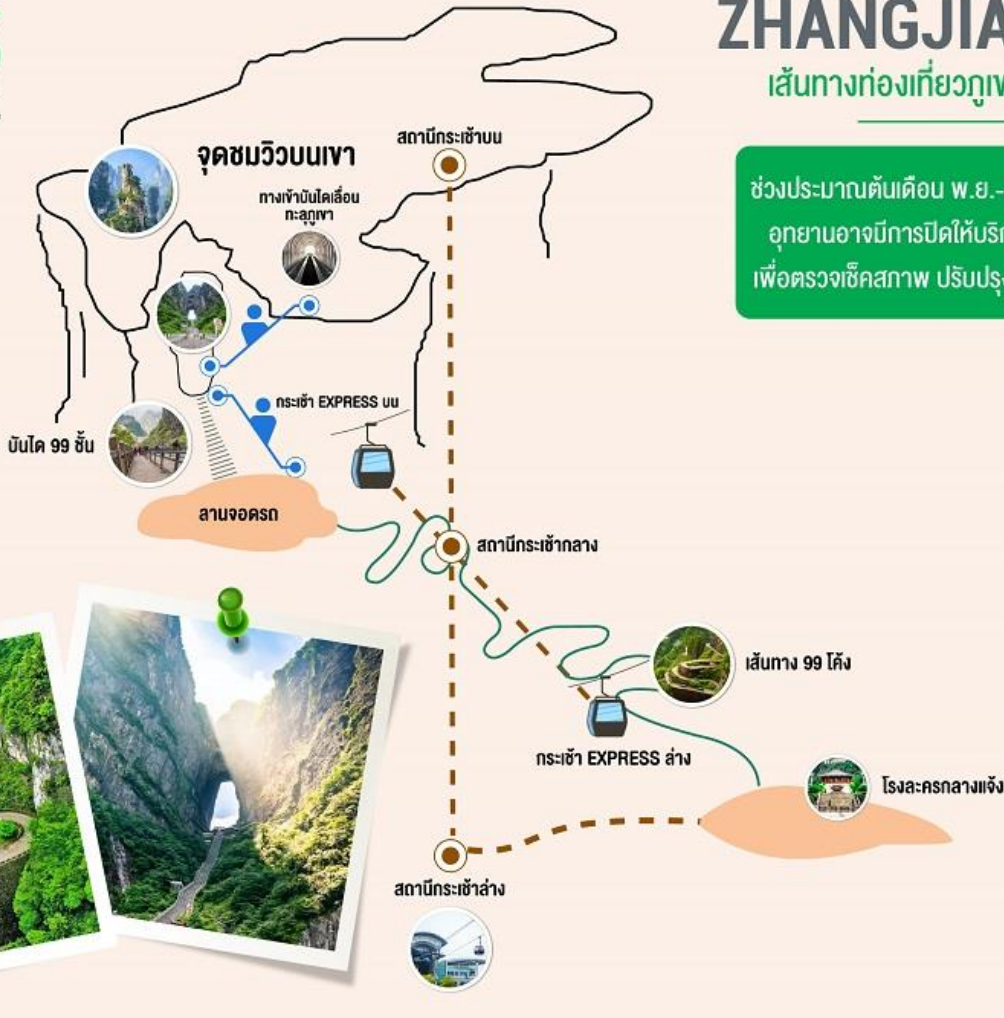 ZHANGJIA
เส้นทางท่องเที่ยวภูเข
ช่วงประมาณต้นเดือน พ.ย.-
อุทยานอาจมีการปิดให้บริก
เพื่อตรวจเช็คสภาพ ปรับปรุง
สถานีกระเช้าบน
จุดชมวิวบนเขา
ทางเข้าบันไดเลื่อน
ทะลุภูเขา
กระเช้า EXPRESS บน
บันได 99 ชั้น
ลานจอดรถ
สถานีกระเช้ากลาง
เส้นทาง 99 โค้ง
กระเช้า EXPRESS ล่าง
โรงละครกลางแจ้ง
สถานีกระเช้าล่าง